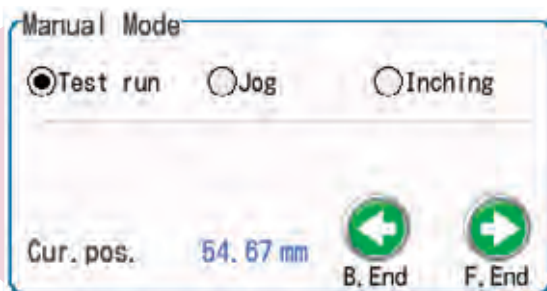 Manual Mode
Test run Jog Inching
Cur.pos. 54.67 mm
B.End F.End